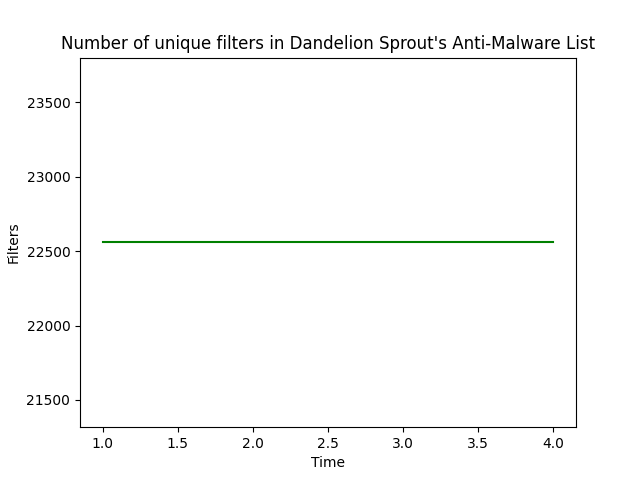 Number of unique filters in Dandelion Sprout's Anti-Malware List
23500
23000
22500
22000
21500
Filters
1.0 1.5 2.0 2.5 3.0 3.5 4.0
Time